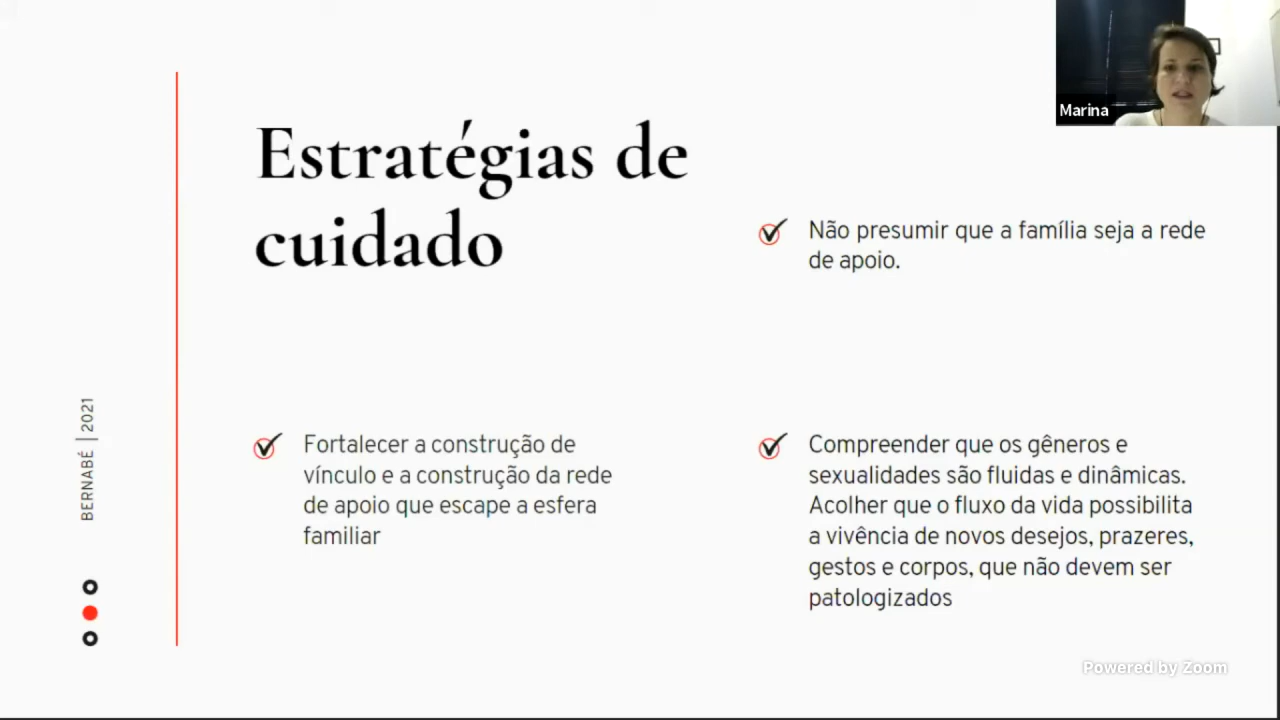 Marina
Estratégias de
cuidado
Não presumir que a família seja a rede
de apoio.
Fortalecer a construção de
vínculo e a construção da rede
de apoio que escape a esfera
familiar
Compreender que os gêneros e
sexualidades são fluidas e dinâmicas.
Acolher que o fluxo da vida possibilita
a vivência de novos desejos, prazeres,
gestos e corpos, que não devem ser
patologizados
BERNABÉ | 2021
Powered by Zoom